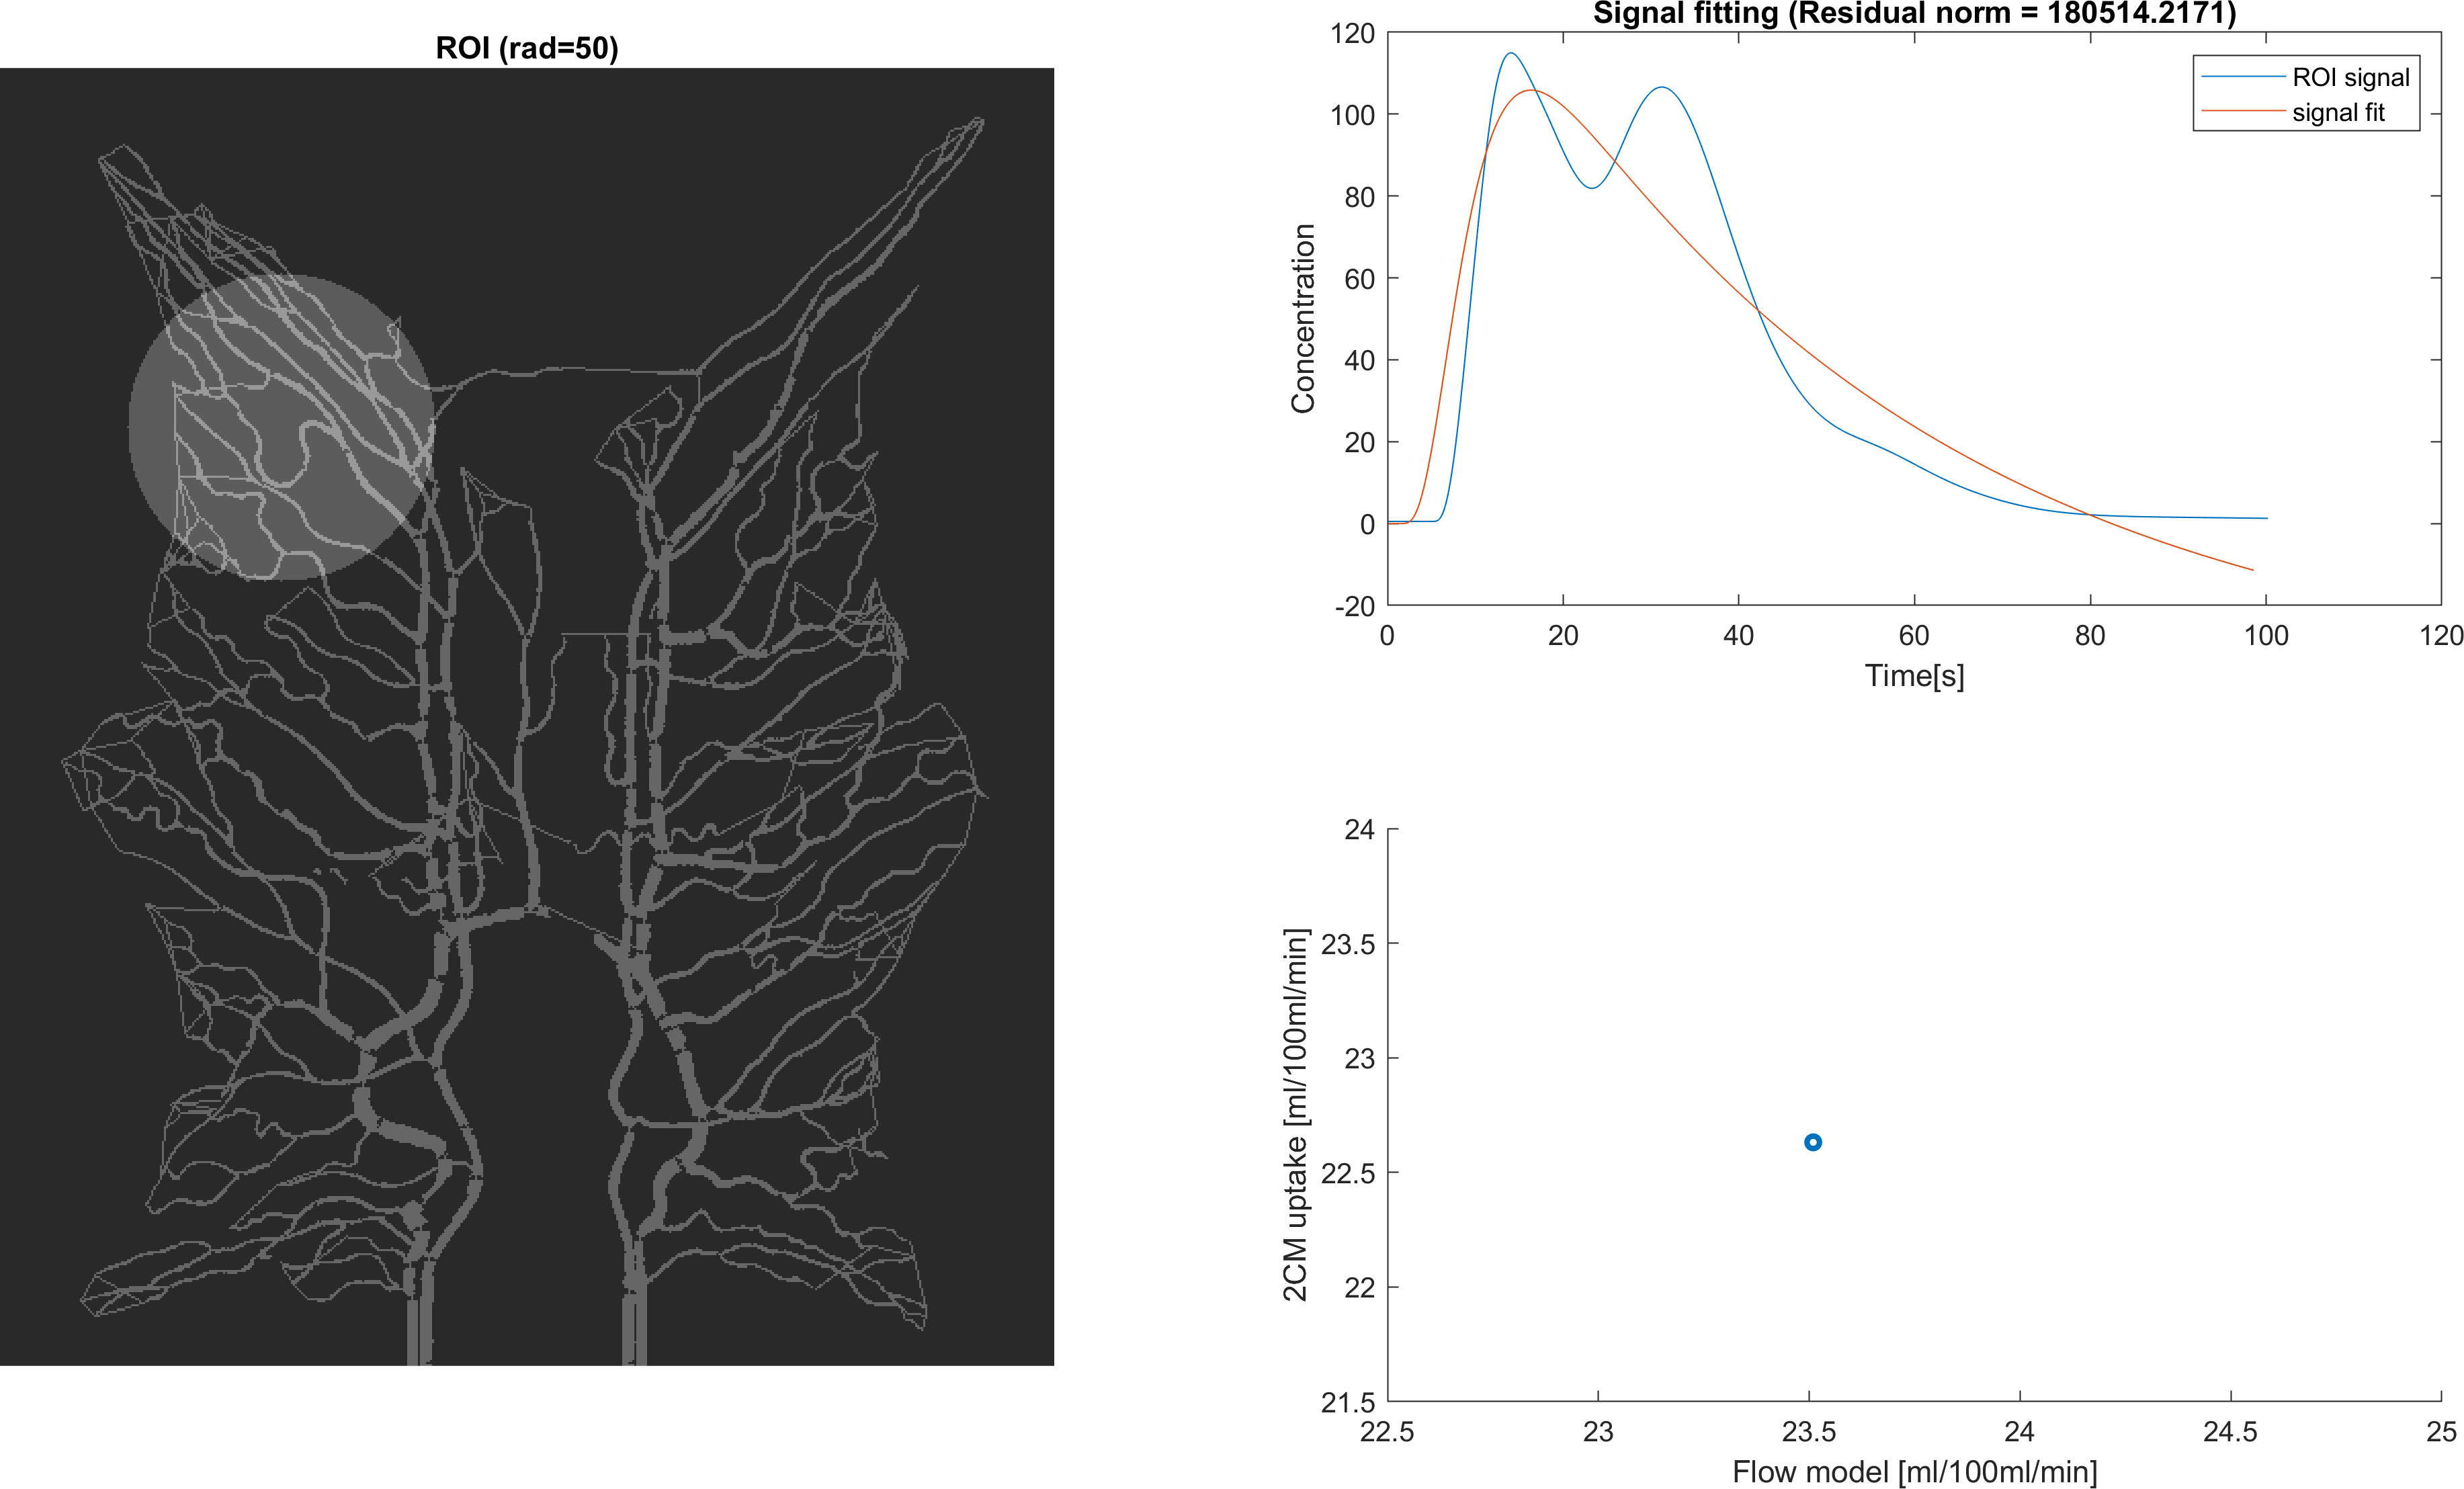 ROI (rad=50)
Signal fitting (Residual norm = 180514.2171)
120
100
80
60
40
20
0
-20
Concentration
ROI signal
signal fit
0 20 40 60 80 100 120
Time[s]
24
23.5
23
22.5
22
21.5
2CM uptake [ml/100ml/min]
22.5 23 23.5 24 24.5 25
Flow model [ml/100ml/min]